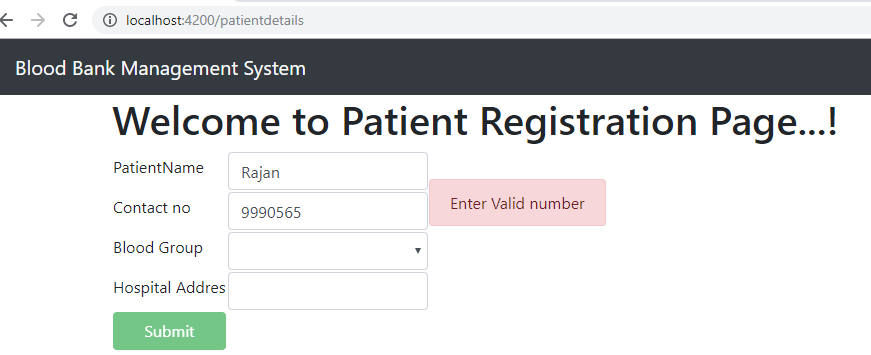 localhost:4200/patientdetails
Blood Bank Management System
Welcome to Patient Registration Page...!
PatientName Rajan
Contact no 9990565 Enter Valid number
Blood Group
Hospital Addres
Submit